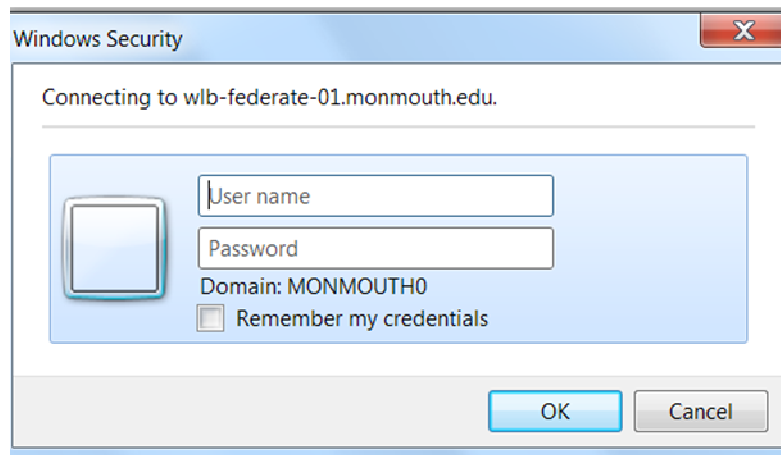 Windows Security
Connecting to wlb-federate-01.monmouth.edu.
User name
Password
Domain: MONMOUTH0
Remember my credentials
OK
Cancel